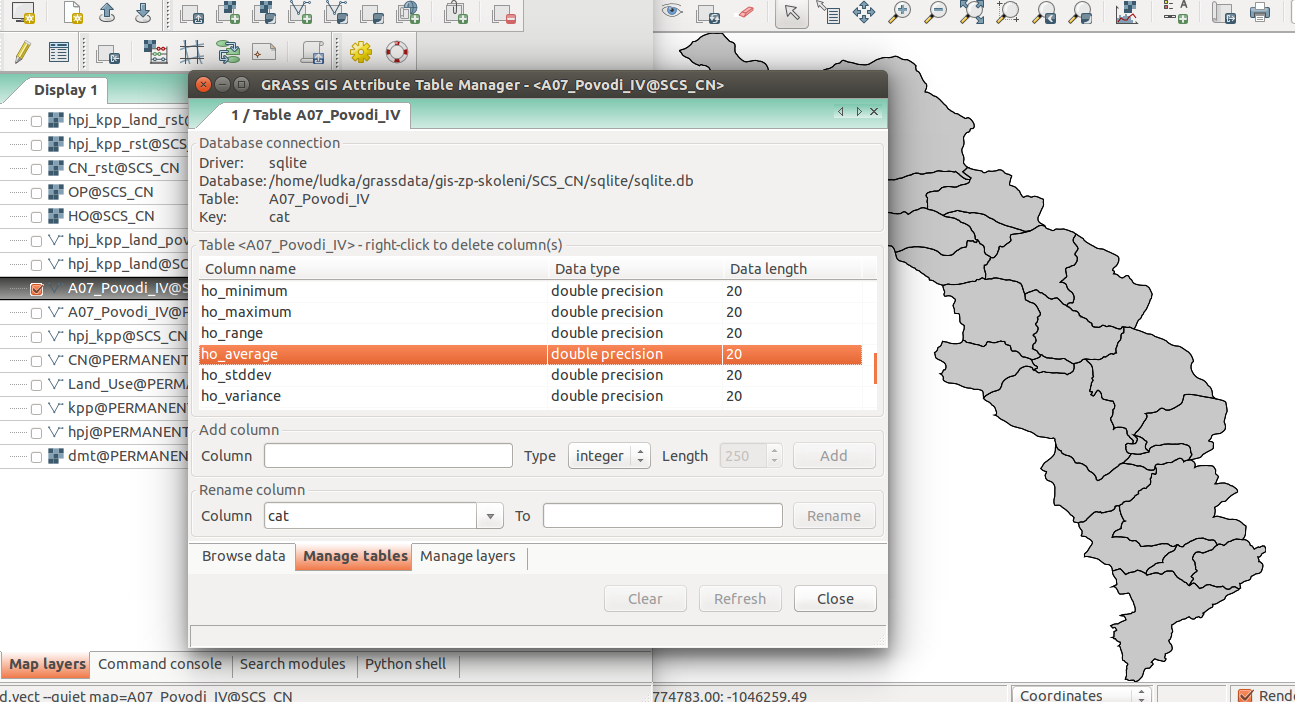 Display 1
hpj_kpp_land_rst@
hpj_kpp_rst@SCS_
CN_rst@SCS_CN
OP@SCS_CN
HO@SCS_CN
hpj_kpp_land_pov
hpj_kpp_land@SC
A07_Povodi_IV@S
A07_Povodi_IV@P
hpj_kpp@SCS_CN
CN@PERMANENT
Land_Use@PERMA
kpp@PERMANENT
hpj@PERMANENT
dmt@PERMANEN
GRASS GIS Attribute Table Manager - <A07_Povodi_IV@SCS_CN>
1 / Table A07_Povodi_IV
Database connection
Driver: sqlite
Database: /home/ludka/grassdata/gis-zp-skoleni/SCS_CN/sqlite/sqlite.db
Table: A07_Povodi_IV
Key: cat
Table <A07_Povodi_IV> - right-click to delete column(s)
Column name Data type Data length
ho_minimum double precision 20
ho_maximum double precision 20
ho_range double precision 20
ho_average double precision 20
ho_stddev double precision 20
ho_variance double precision 20
Add column
Column Type integer Length 250 Add
Rename column
Column cat To Rename
Browse data Manage tables Manage layers
Clear Refresh Close
Map layers Command console Search modules Python shell
d.vect --quiet map=A07_Povodi_IV@SCS_CN
774783.00; -1046259.49 Coordinates Rende